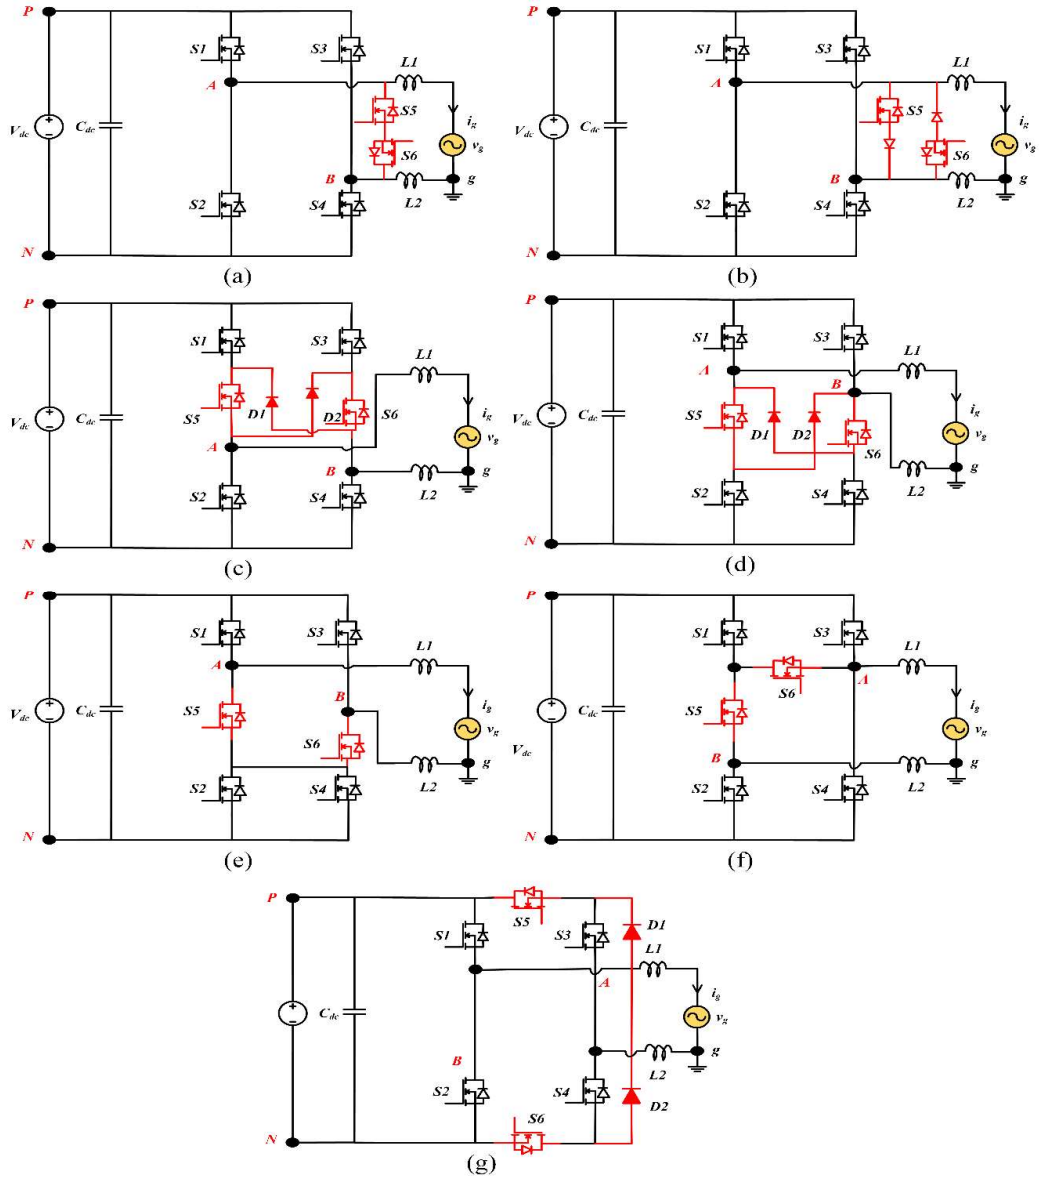 P P
S1 S3 L1 S1 S3 L1
A A
Vdc Cdc S5 ig vg Vdc Cdc S5 ig vg
S6 S6
B g B g
S2 S4 L2 S2 S4 L2
N N
(a) (b)
P P
S1 S3 L1 S1 S3 L1
A B
Vdc Cdc S5 D1 D2 S6 ig vg Vdc Cdc S5 D1 D2 S6 ig vg
A B g g
S2 S4 L2 S2 S4 L2
N N
(c) (d)
P P
S1 S3 L1 S1 S3 L1
A S6 A
Vdc Cdc S5 B ig vg Vdc Cdc S5 ig vg
S6 g B g
S2 S4 L2 S2 S4 L2
N N
(e) (f)
P
S5 D1
S1 S3 L1
A
Cdc ig vg
B g
L2
S2 S4 D2
S6
N
(g)